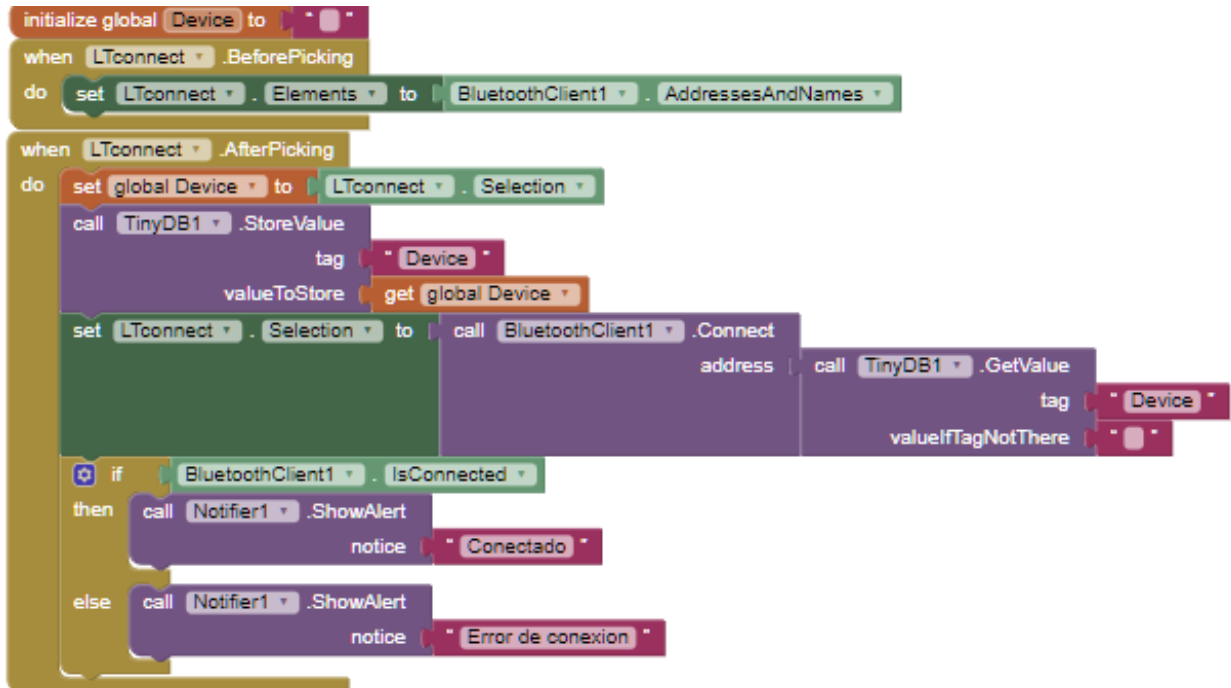 initialize global Device to " "
when LTconnect .BeforePicking
do set LTconnect . Elements to BluetoothClient1 . AddressesAndNames
when LTconnect .AfterPicking
do set global Device to LTconnect . Selection
call TinyDB1 .StoreValue
tag " Device "
valueToStore get global Device
set LTconnect . Selection to call BluetoothClient1 .Connect
address call TinyDB1 .GetValue
tag " Device "
valueIfTagNotThere " "
if BluetoothClient1 . IsConnected
then call Notifier1 .ShowAlert
notice " Conectado "
else call Notifier1 .ShowAlert
notice " Error de conexion "